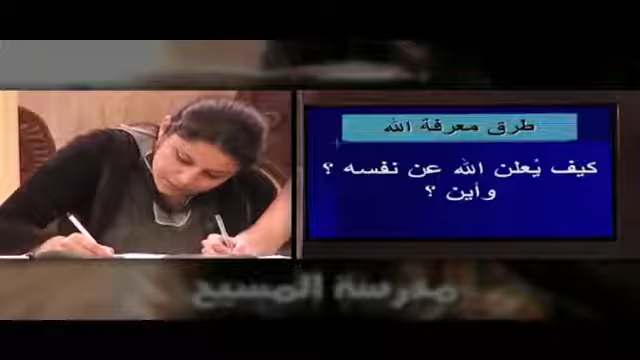 طرق معرفة الله
كيف يُعلن الله عن نفسه ؟
وأين ؟
مدرسة المسيح